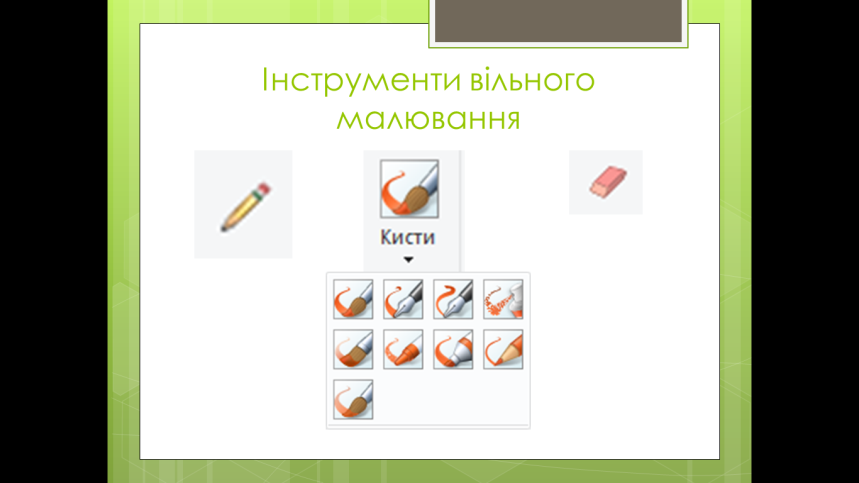 Інструменти вільного
малювання
Кисти